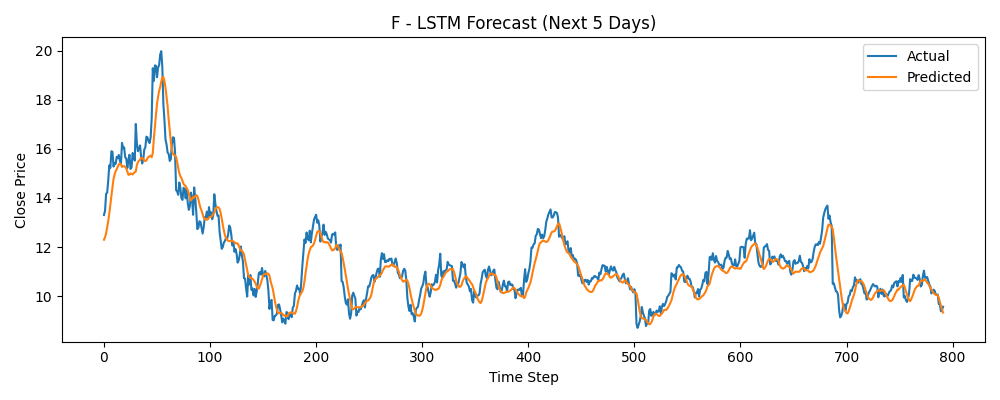 F - LSTM Forecast (Next 5 Days)
Actual
Predicted
Close Price
20
18
16
14
12
10
0 100 200 300 400 500 600 700 800
Time Step